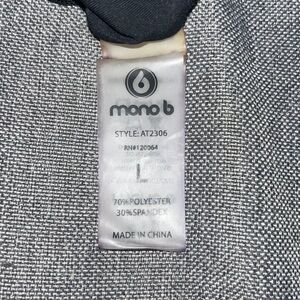 mono b
STYLE: AT2306
RN#120064
L
70%POLYESTER
30%SPANDEX
MADE IN CHINA